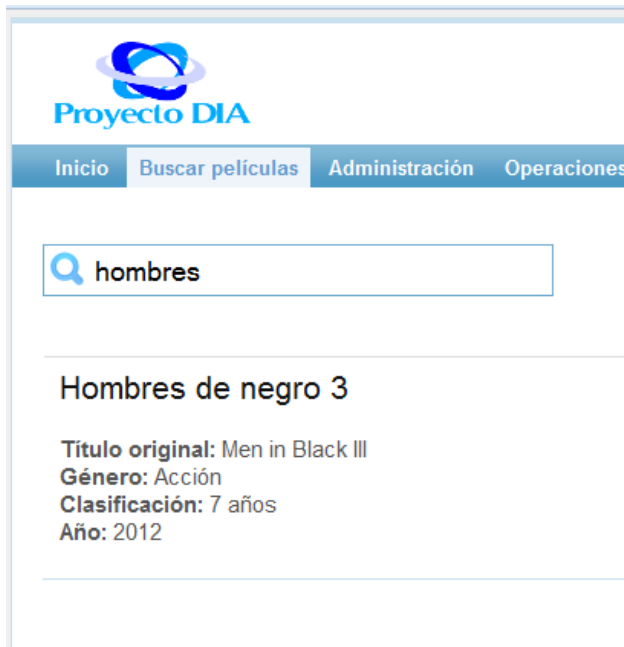 Proyecto DIA
Inicio Buscar películas Administración Operaciones
hombres
Hombres de negro 3
Título original: Men in Black III
Género: Acción
Clasificación: 7 años
Año: 2012